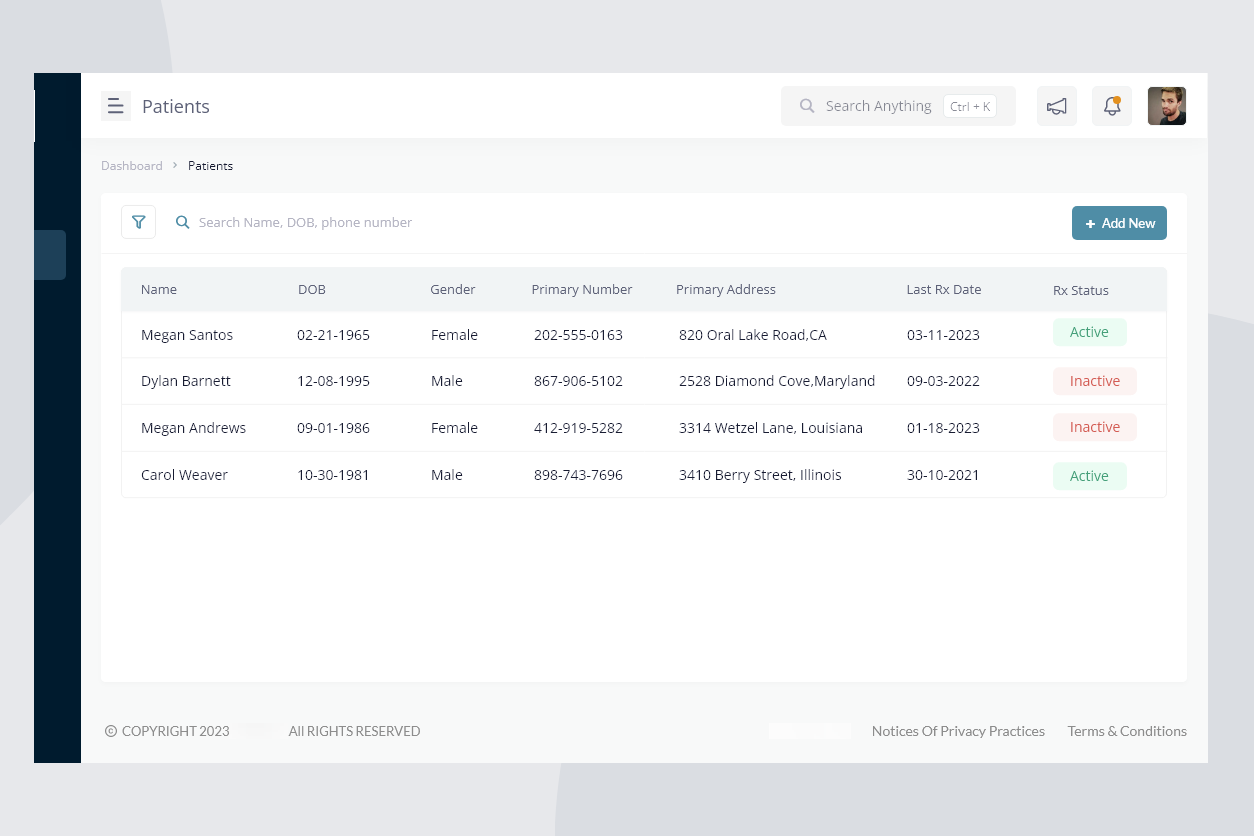 Patients
Search Anything Ctrl + K
Dashboard > Patients
Search Name, DOB, phone number
+ Add New
Name DOB Gender Primary Number Primary Address Last Rx Date Rx Status
Megan Santos 02-21-1965 Female 202-555-0163 820 Oral Lake Road,CA 03-11-2023 Active
Dylan Barnett 12-08-1995 Male 867-906-5102 2528 Diamond Cove,Maryland 09-03-2022 Inactive
Megan Andrews 09-01-1986 Female 412-919-5282 3314 Wetzel Lane, Louisiana 01-18-2023 Inactive
Carol Weaver 10-30-1981 Male 898-743-7696 3410 Berry Street, Illinois 30-10-2021 Active
© COPYRIGHT 2023 All RIGHTS RESERVED Notices Of Privacy Practices Terms & Conditions